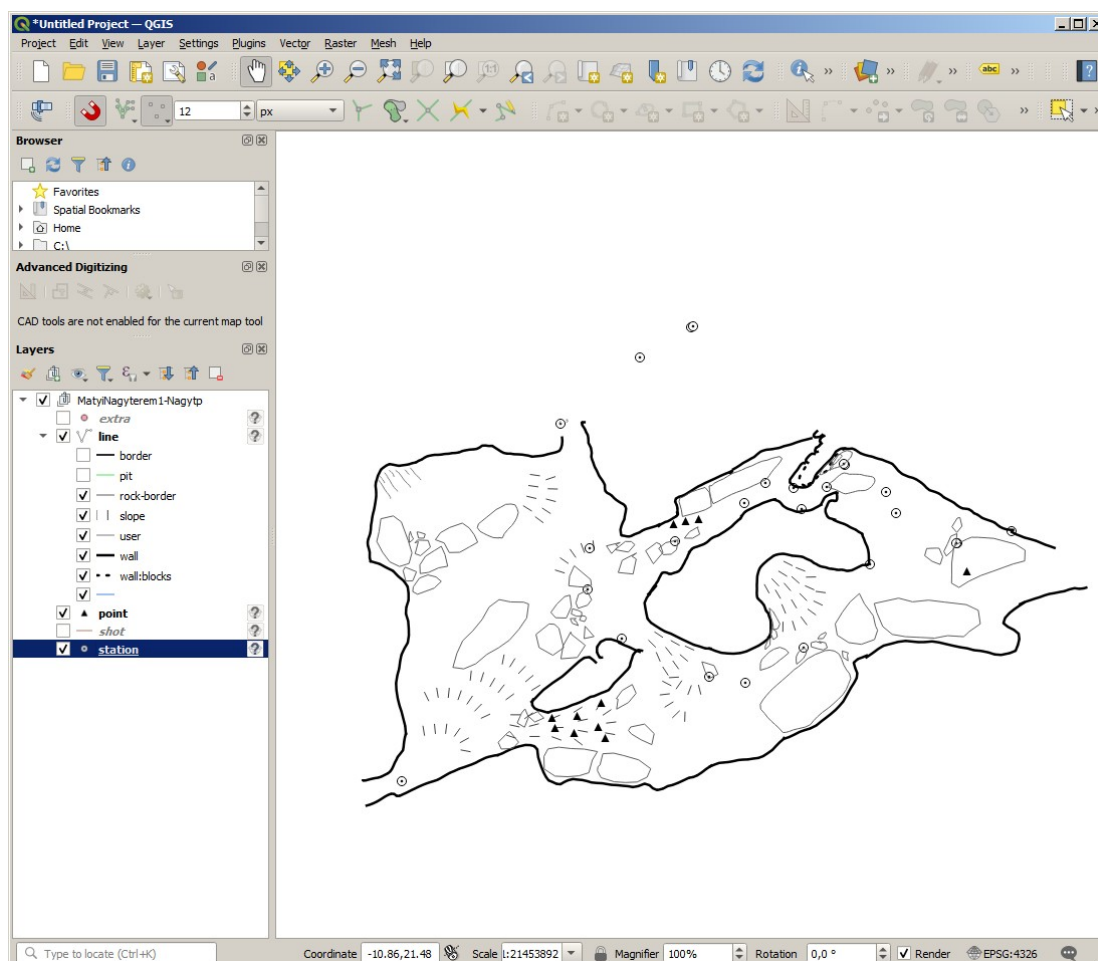 *Untitled Project — QGIS
Project Edit View Layer Settings Plugins Vector Raster Mesh Help
1:1 a » » » abc » ?
12 px » »
Browser
Favorites
Spatial Bookmarks
Home
C:\
Advanced Digitizing
CAD tools are not enabled for the current map tool
Layers
MatyiNagyterem1-Nagytp
extra ?
line ?
border
pit
rock-border
slope
user
wall
wall:blocks
point ?
shot ?
station ?
Type to locate (Ctrl+K) Coordinate -10.86,21.48 Scale 1:21453892 Magnifier 100% Rotation 0,0 ° Render EPSG:4326